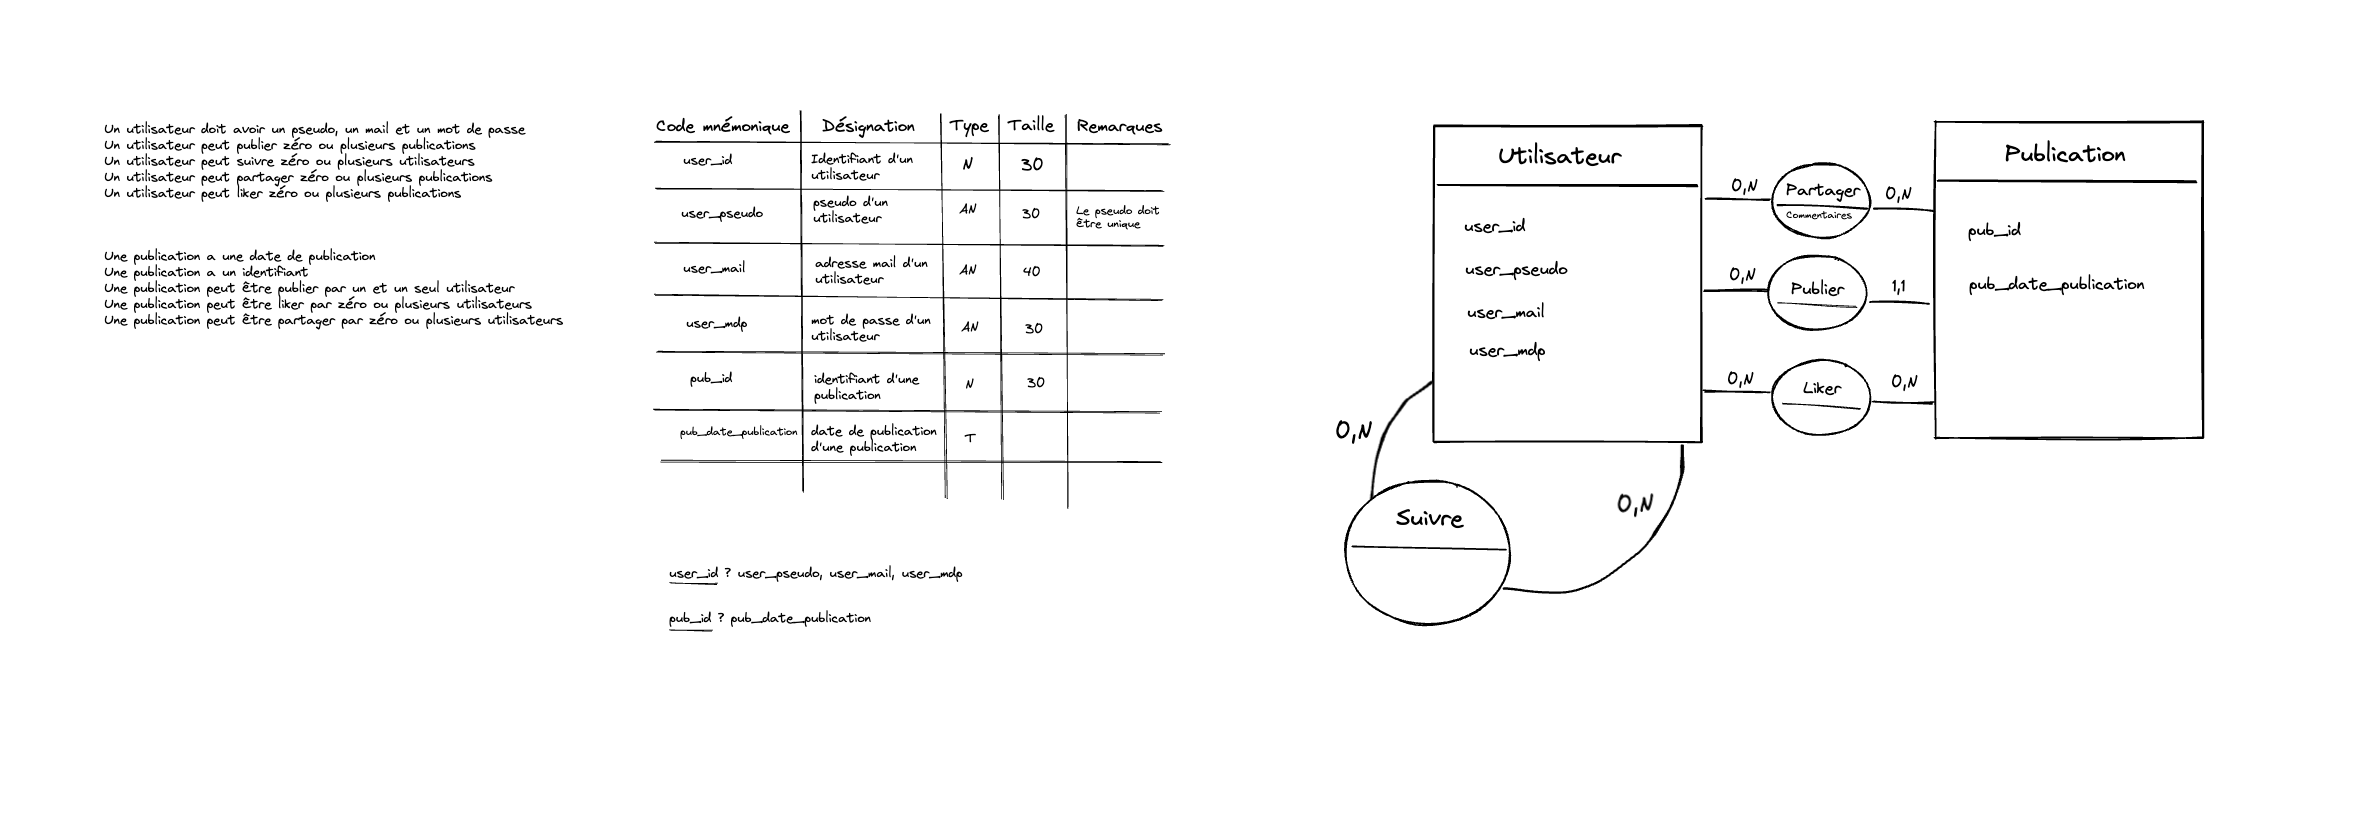 Un utilisateur doit avoir un pseudo, un mail et un mot de passe
Un utilisateur peut publier zéro ou plusieurs publications
Un utilisateur peut suivre zéro ou plusieurs utilisateurs
Un utilisateur peut partager zéro ou plusieurs publications
Un utilisateur peut liker zéro ou plusieurs publications
Une publication a une date de publication
Une publication a un identifiant
Une publication peut être publier par un et un seul utilisateur
Une publication peut être liker par zéro ou plusieurs utilisateurs
Une publication peut être partager par zéro ou plusieurs utilisateurs
Code mnémonique Désignation Type Taille Remarques
user_id Identifiant d'un N 30
utilisateur
user_pseudo pseudo d'un AN 30 Le pseudo doit
utilisateur être unique
user_mail adresse mail d'un AN 40
utilisateur
user_mdp mot de passe d'un AN 30
utilisateur
pub_id identifiant d'une N 30
publication
pub_date_publication date de publication T
d'une publication
user_id ? user_pseudo, user_mail, user_mdp
pub_id ? pub_date_publication
Utilisateur
user_id
user_pseudo
user_mail
user_mdp
0,N Partager 0,N
Commentaires
0,N Publier 1,1
0,N Liker 0,N
Publication
pub_id
pub_date_publication
0,N
Suivre
0,N